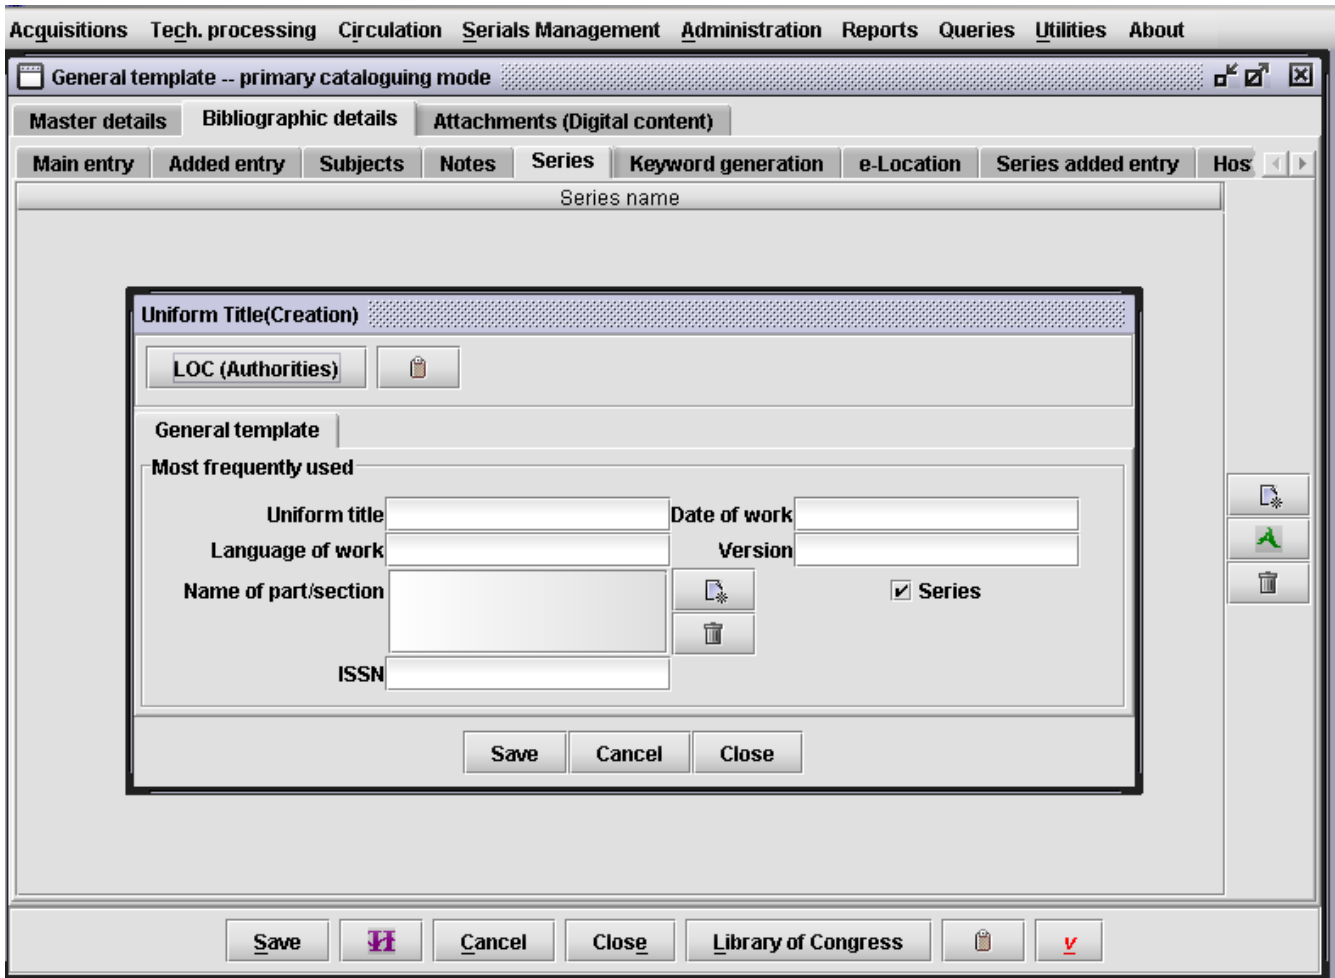 Acquisitions Tech. processing Circulation Serials Management Administration Reports Queries Utilities About
General template -- primary cataloguing mode
Master details Bibliographic details Attachments (Digital content)
Main entry Added entry Subjects Notes Series Keyword generation e-Location Series added entry Hos
Series name
Uniform Title(Creation)
LOC (Authorities)
General template
Most frequently used
Uniform title Date of work
Language of work Version
Name of part/section Series
ISSN
Save Cancel Close
Save Cancel Close Library of Congress v